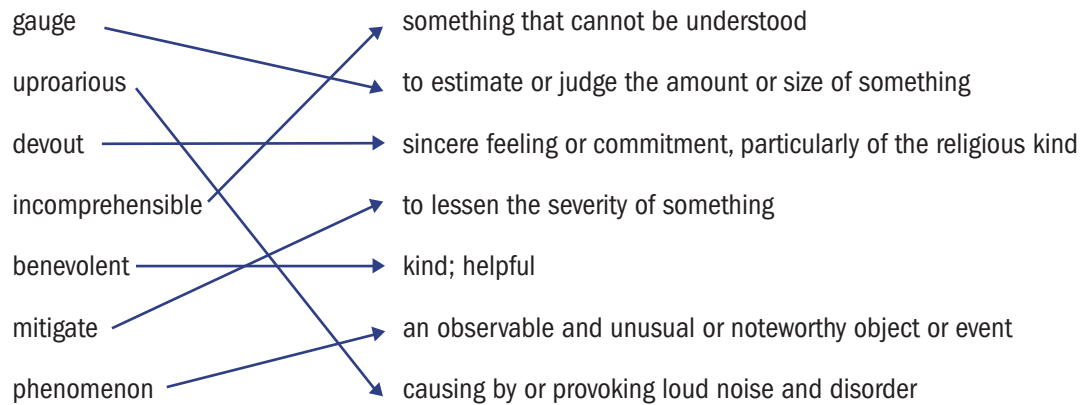 gauge something that cannot be understood
uproarious to estimate or judge the amount or size of something
devout sincere feeling or commitment, particularly of the religious kind
incomprehensible to lessen the severity of something
benevolent kind; helpful
mitigate an observable and unusual or noteworthy object or event
phenomenon causing by or provoking loud noise and disorder